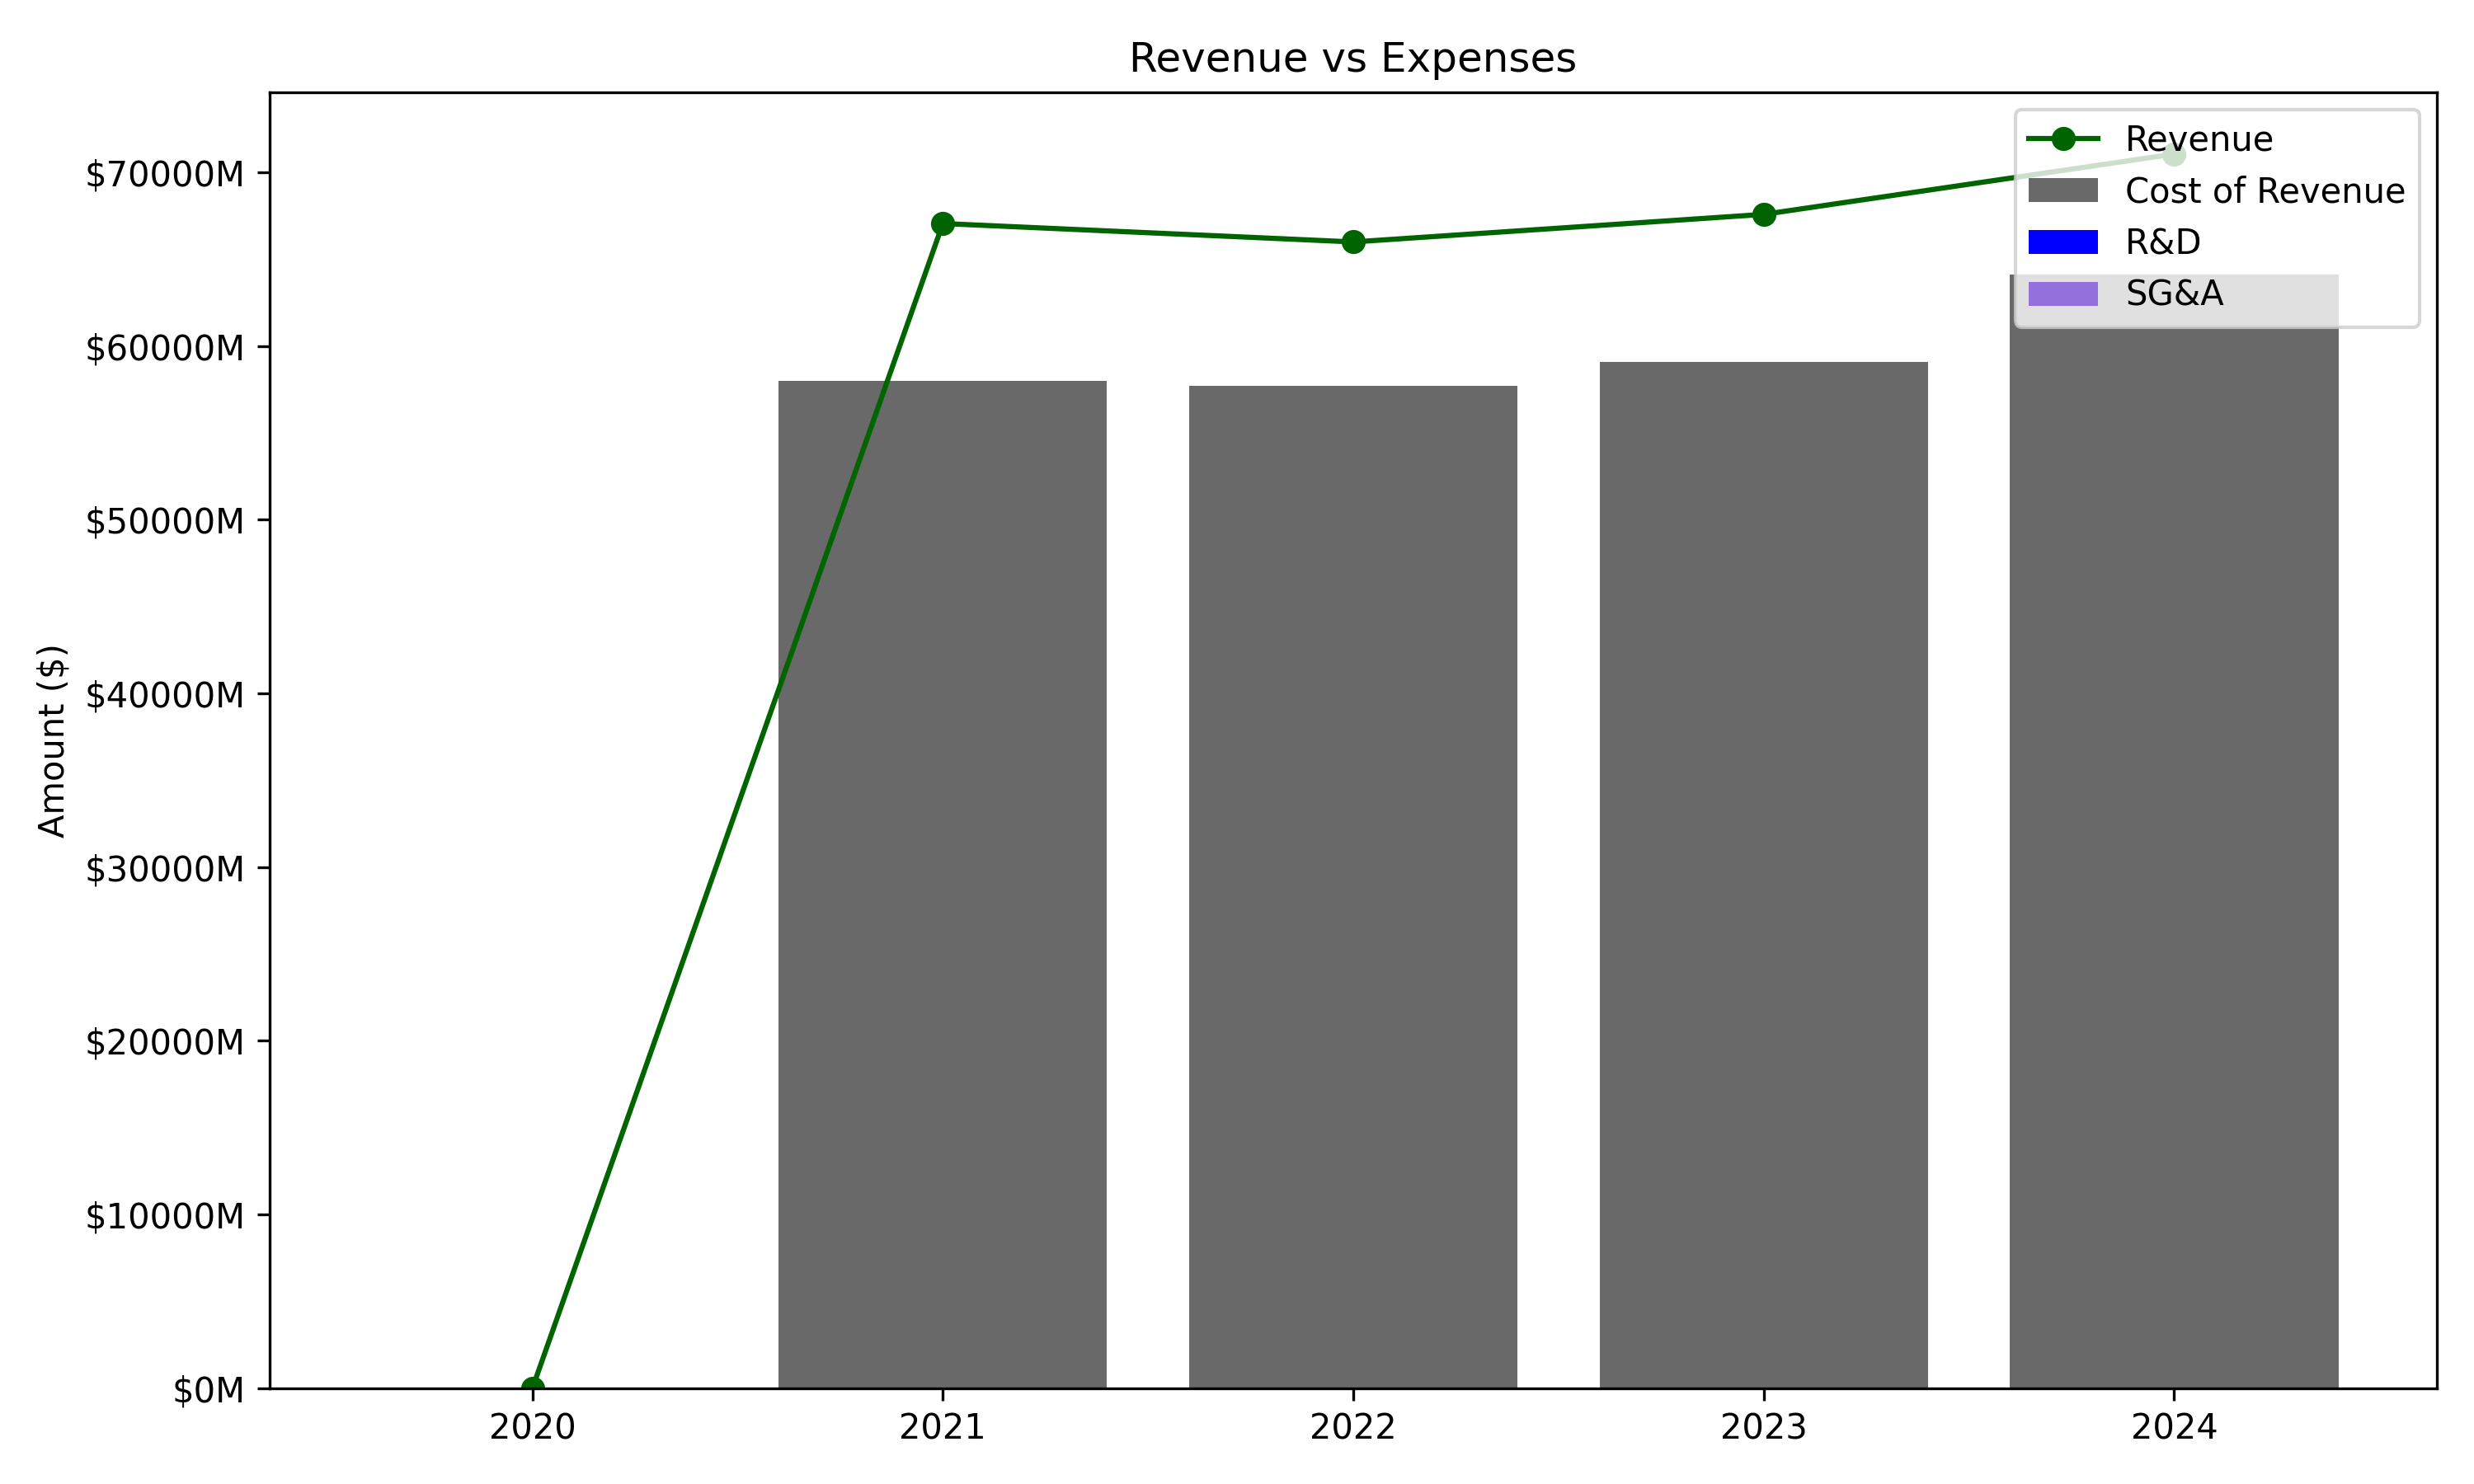 Revenue vs Expenses
Amount ($)
$70000M
$60000M
$50000M
$40000M
$30000M
$20000M
$10000M
$0M
Revenue
Cost of Revenue
R&D
SG&A
2020 2021 2022 2023 2024